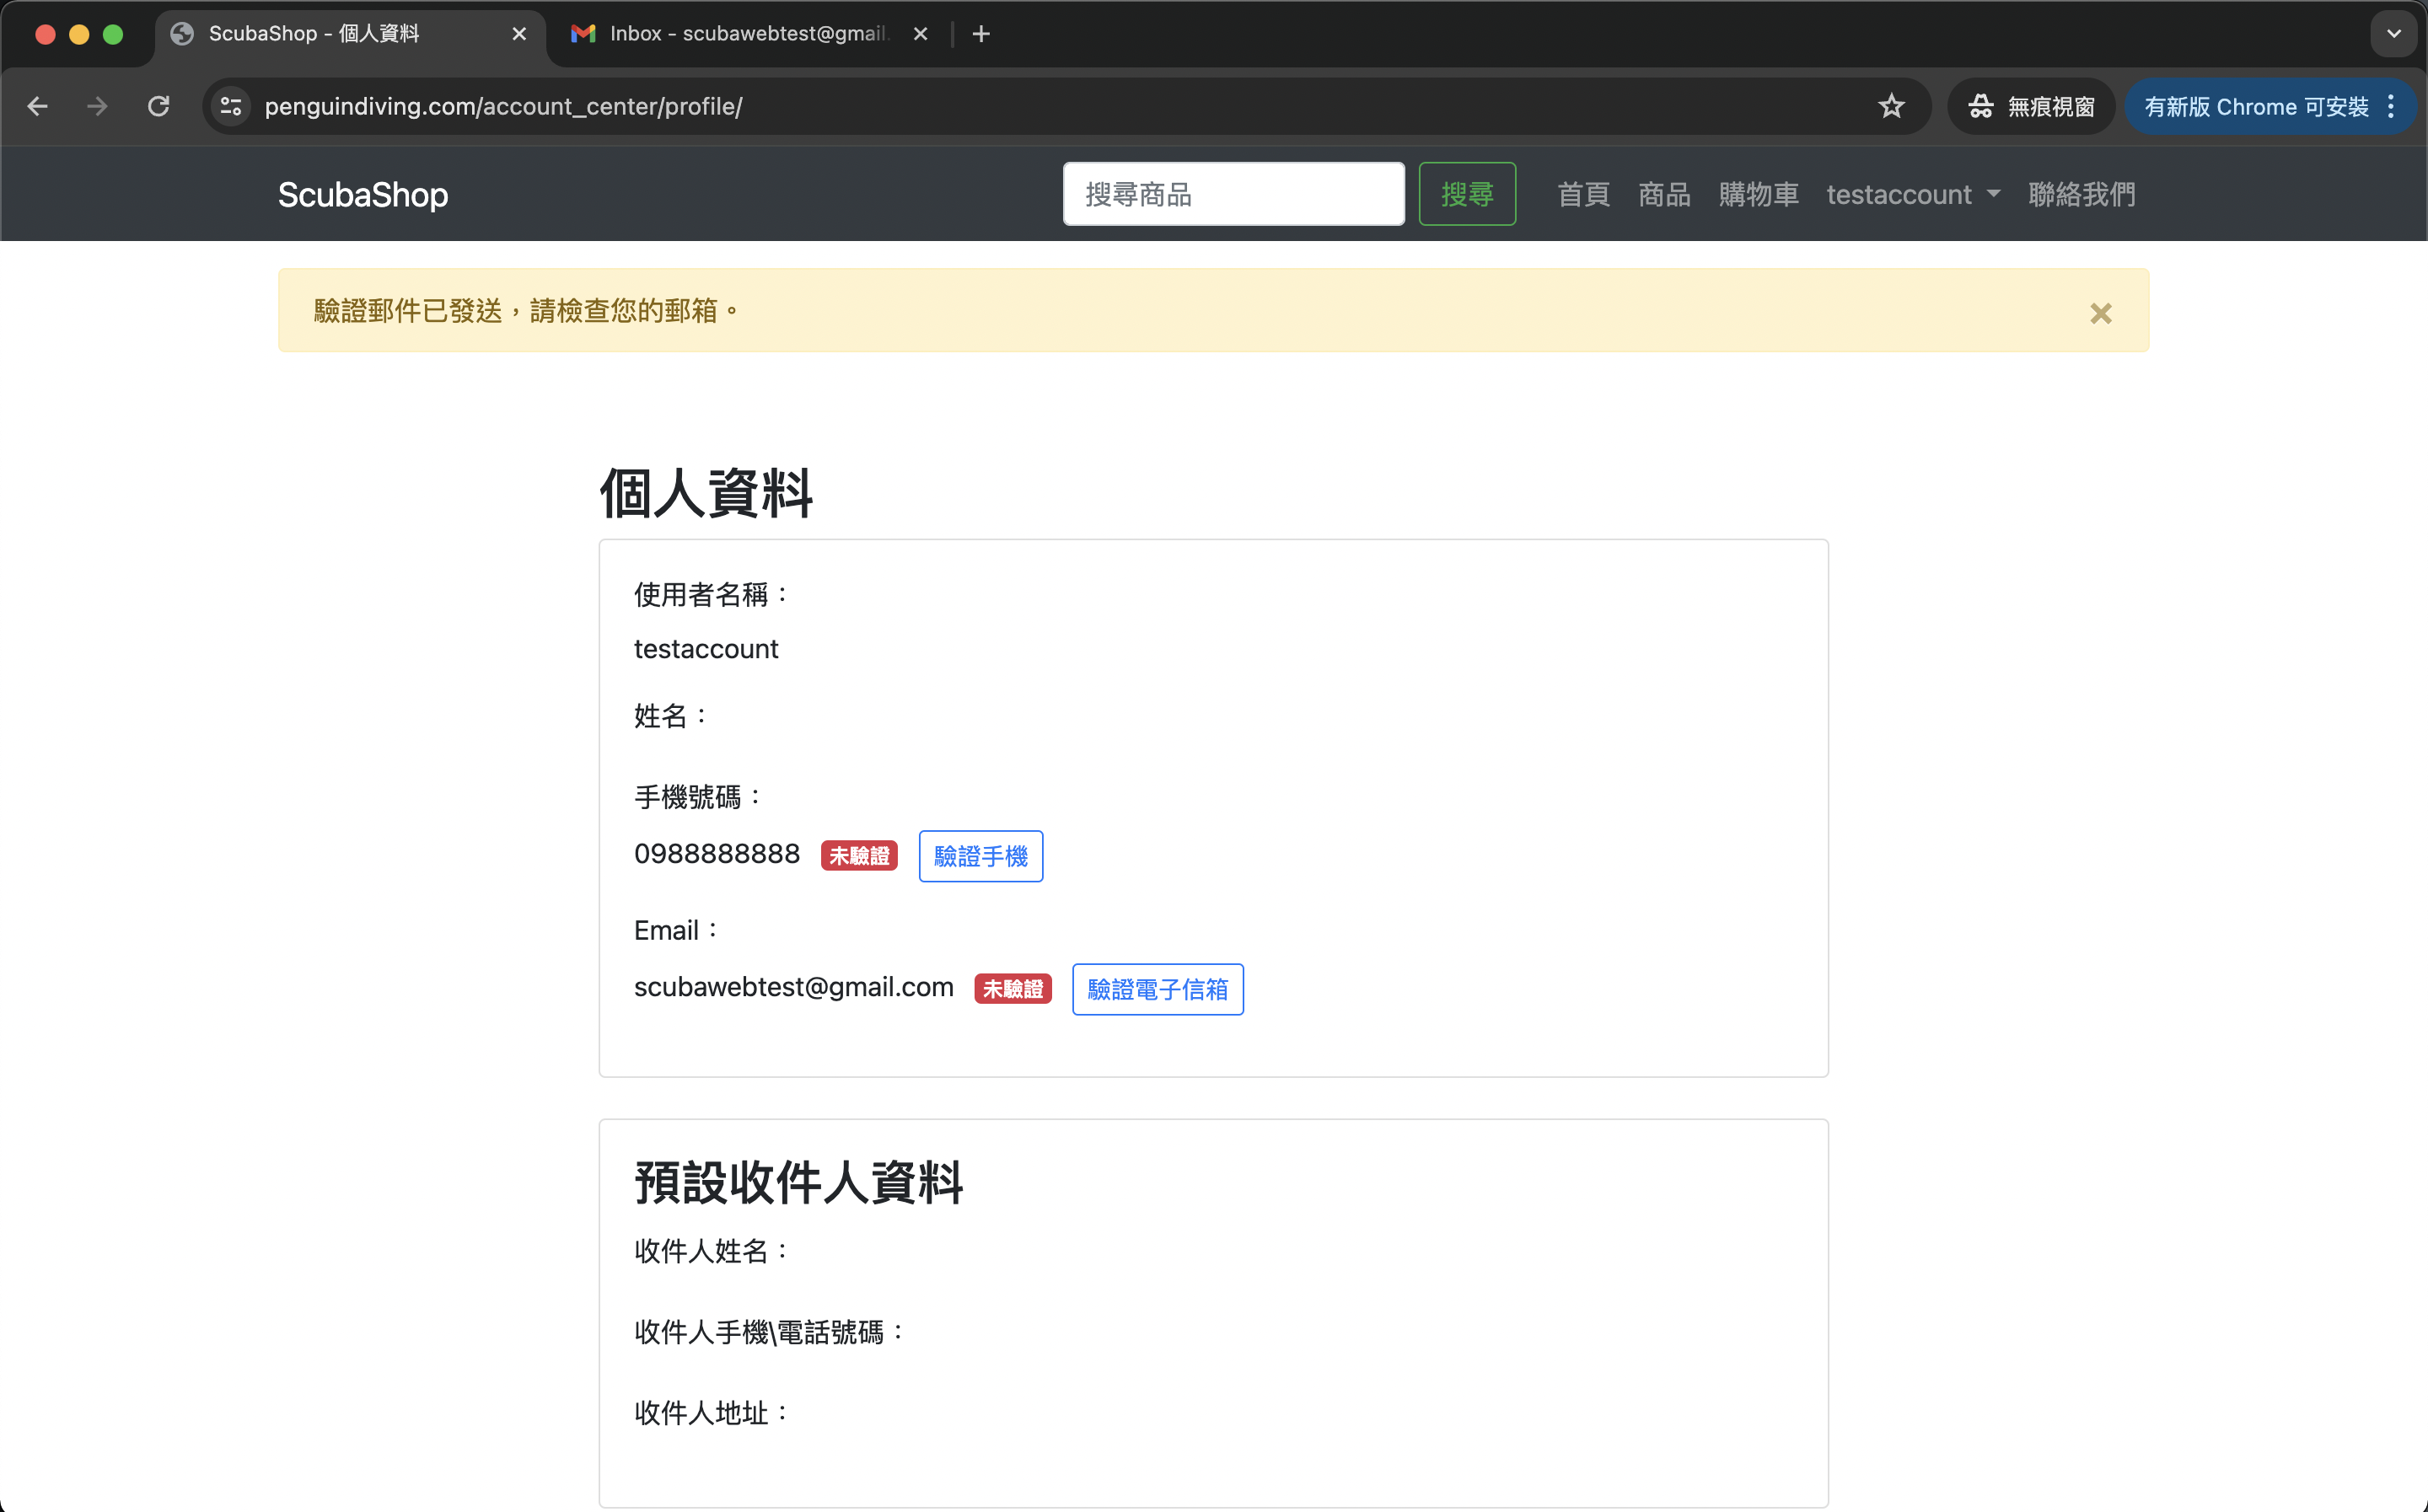 ScubaShop - 個人資料
Inbox - scubawebtest@gmail.
penguindiving.com/account_center/profile/
無痕視窗
有新版 Chrome 可安裝
ScubaShop
搜尋商品
搜尋
首頁
商品
購物車
testaccount
聯絡我們
驗證郵件已發送，請檢查您的郵箱。
個人資料
使用者名稱：
testaccount
姓名：
手機號碼：
0988888888 未驗證 驗證手機
Email：
scubawebtest@gmail.com 未驗證 驗證電子信箱
預設收件人資料
收件人姓名：
收件人手機\電話號碼：
收件人地址：